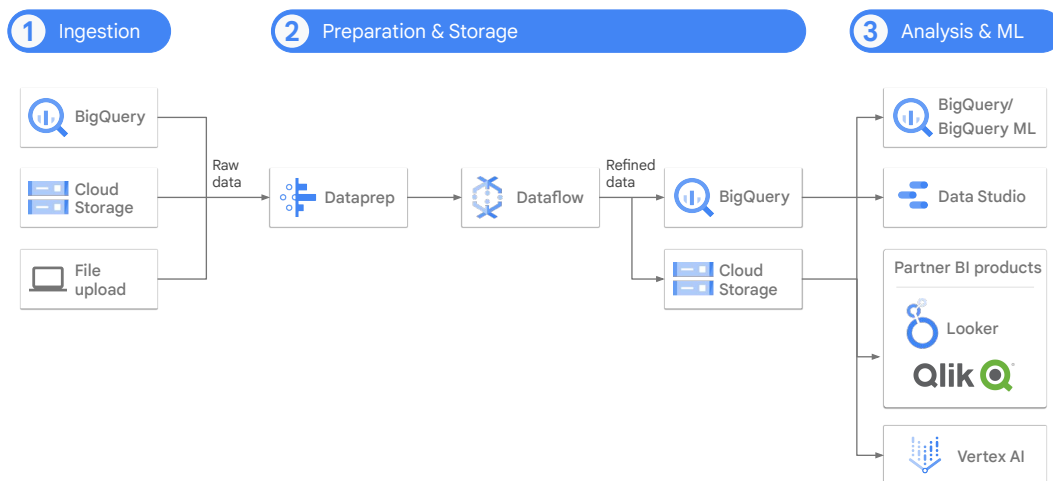 1 Ingestion
2 Preparation & Storage
3 Analysis & ML
BigQuery
Cloud
Storage
File
upload
Raw
data
Dataprep
Dataflow
Refined
data
BigQuery
Cloud
Storage
BigQuery/
BigQuery ML
Data Studio
Partner BI products
Looker
Qlik
Vertex AI